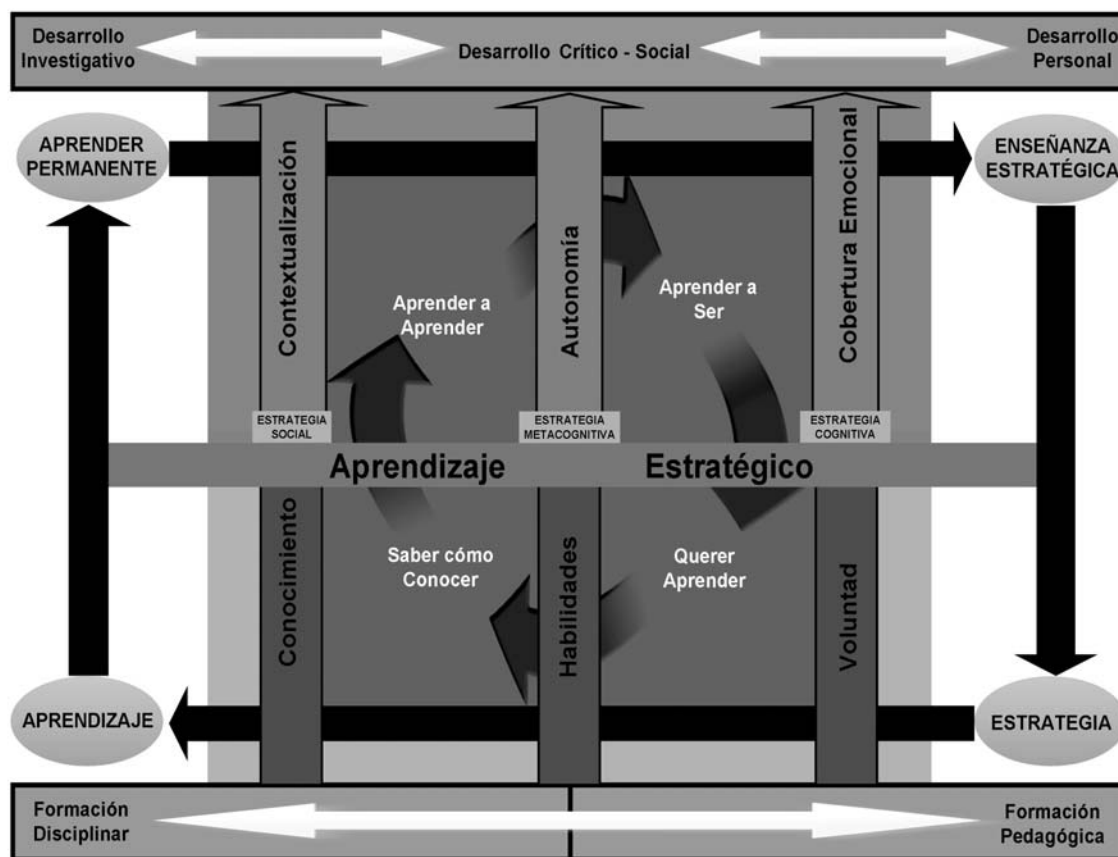 Desarrollo
Investigativo
Desarrollo Crítico - Social
Desarrollo
Personal
APRENDER
PERMANENTE
ENSEÑANZA
ESTRATÉGICA
Contextualización
Autonomía
Cobertura Emocional
Aprender a
Aprender
Aprender a
Ser
ESTRATEGIA
SOCIAL
ESTRATEGIA
METACOGNITIVA
ESTRATEGIA
COGNITIVA
Aprendizaje Estratégico
Conocimiento
Habilidades
Voluntad
Saber cómo
Conocer
Querer
Aprender
APRENDIZAJE
ESTRATEGIA
Formación
Disciplinar
Formación
Pedagógica